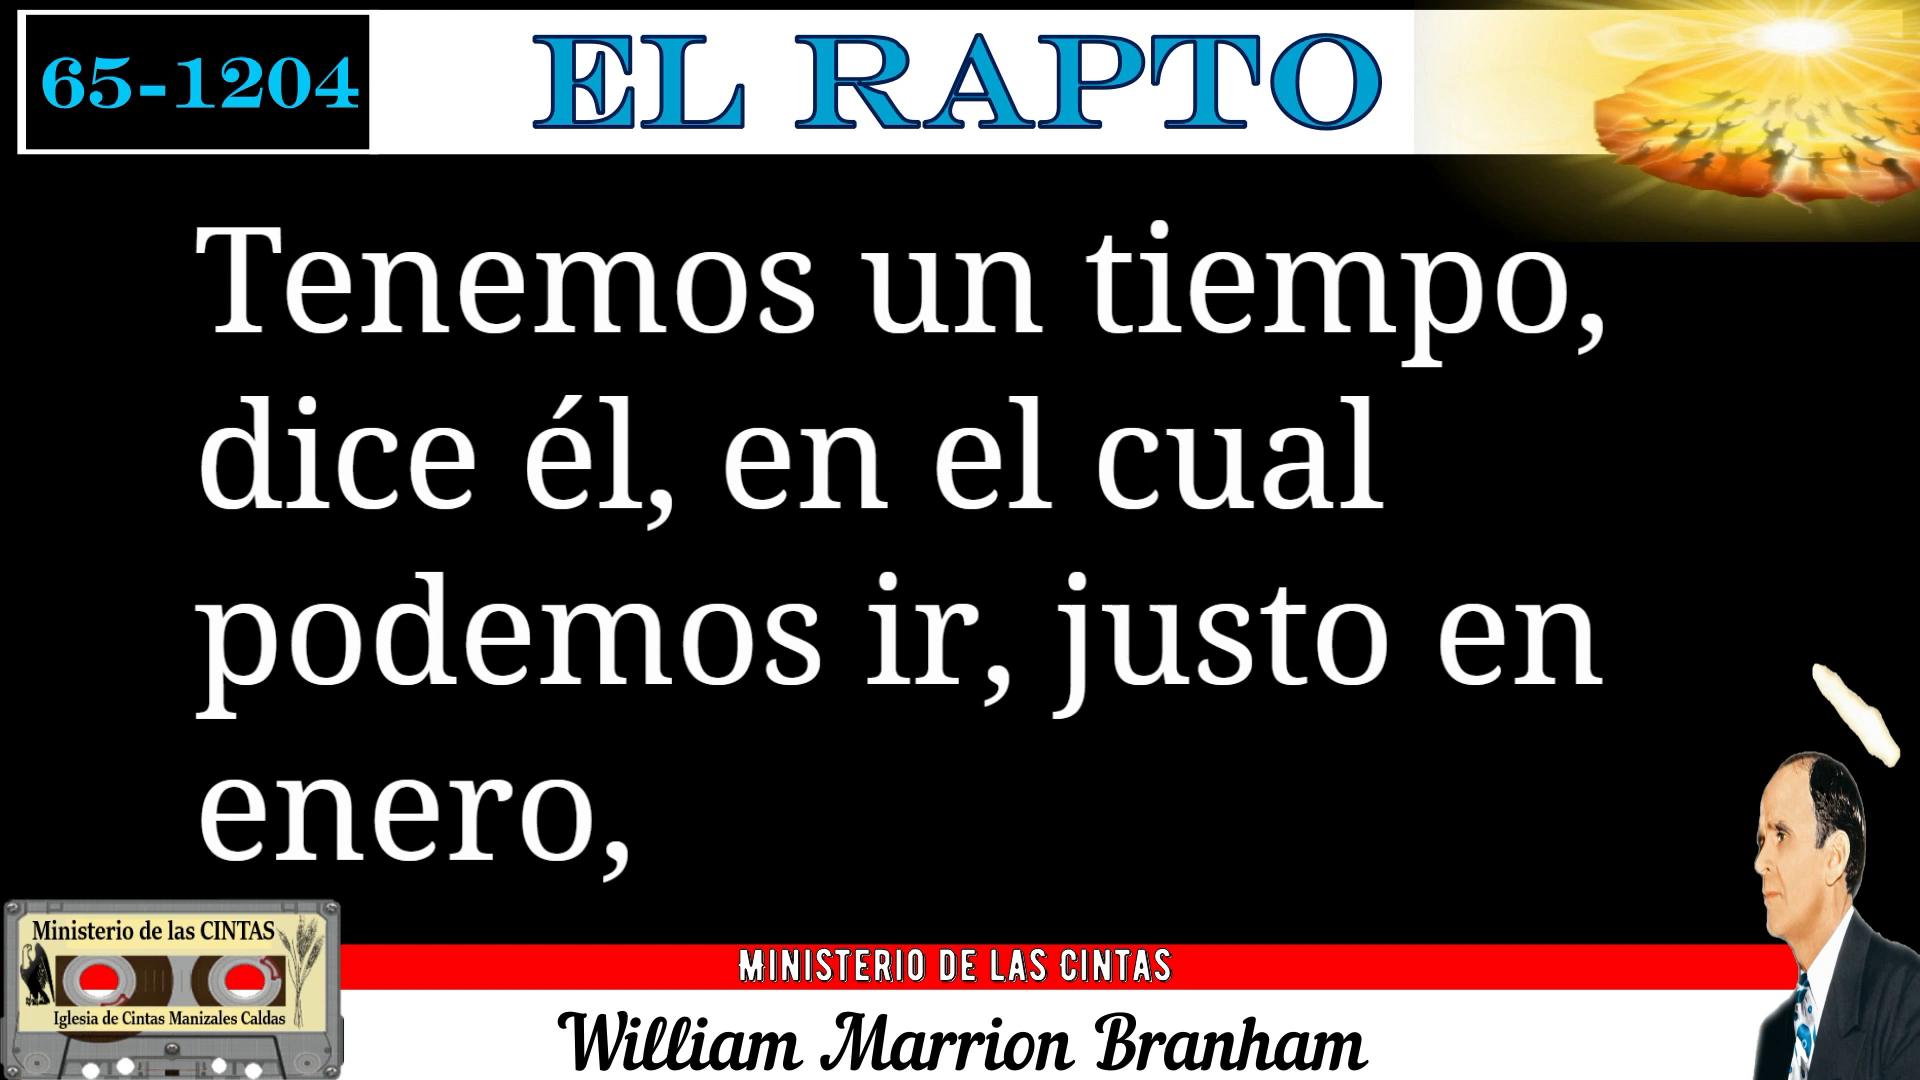 65-1204
EL RAPTO
Tenemos un tiempo,
dice él, en el cual
podemos ir, justo en
enero,
Ministerio de las CINTAS
Iglesia de Cintas Manizales Caldas
MINISTERIO DE LAS CINTAS
William Marrion Branham